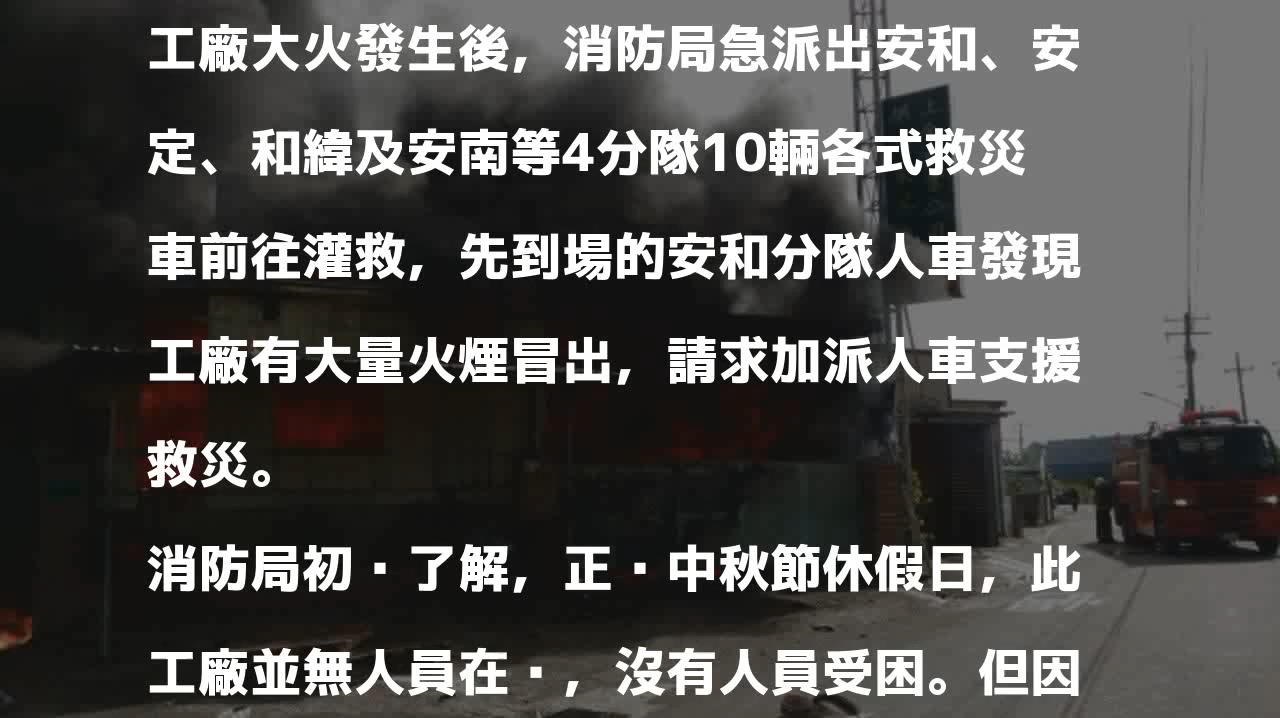 工廠大火發生後，消防局急派出安和、安
定、和緯及安南等4分隊10輛各式救災
車前往灌救，先到場的安和分隊人車發現
工廠有大量火煙冒出，請求加派人車支援
救災。
消防局初·了解，正·中秋節休假日，此
工廠並無人員在·，沒有人員受困。但因